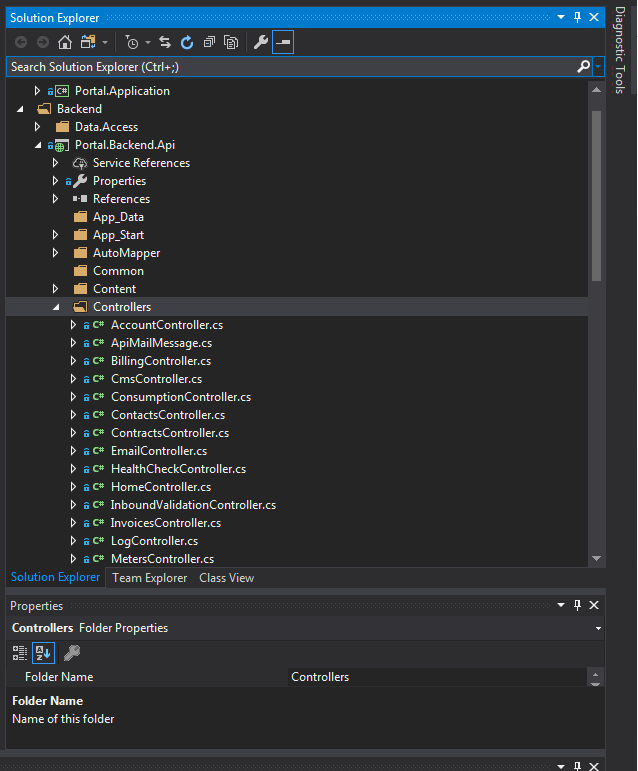 Solution Explorer
Search Solution Explorer (Ctrl+;)
C# Portal.Application
Backend
Data.Access
Portal.Backend.Api
Service References
Properties
References
App_Data
App_Start
AutoMapper
Common
Content
Controllers
C# AccountController.cs
C# ApiMailMessage.cs
C# BillingController.cs
C# CmsController.cs
C# ConsumptionController.cs
C# ContactsController.cs
C# ContractsController.cs
C# EmailController.cs
C# HealthCheckController.cs
C# HomeController.cs
C# InboundValidationController.cs
C# InvoicesController.cs
C# LogController.cs
C# MetersController.cs
Solution Explorer Team Explorer Class View
Properties
Controllers Folder Properties
Folder Name Controllers
Folder Name
Name of this folder
Diagnostic Tools